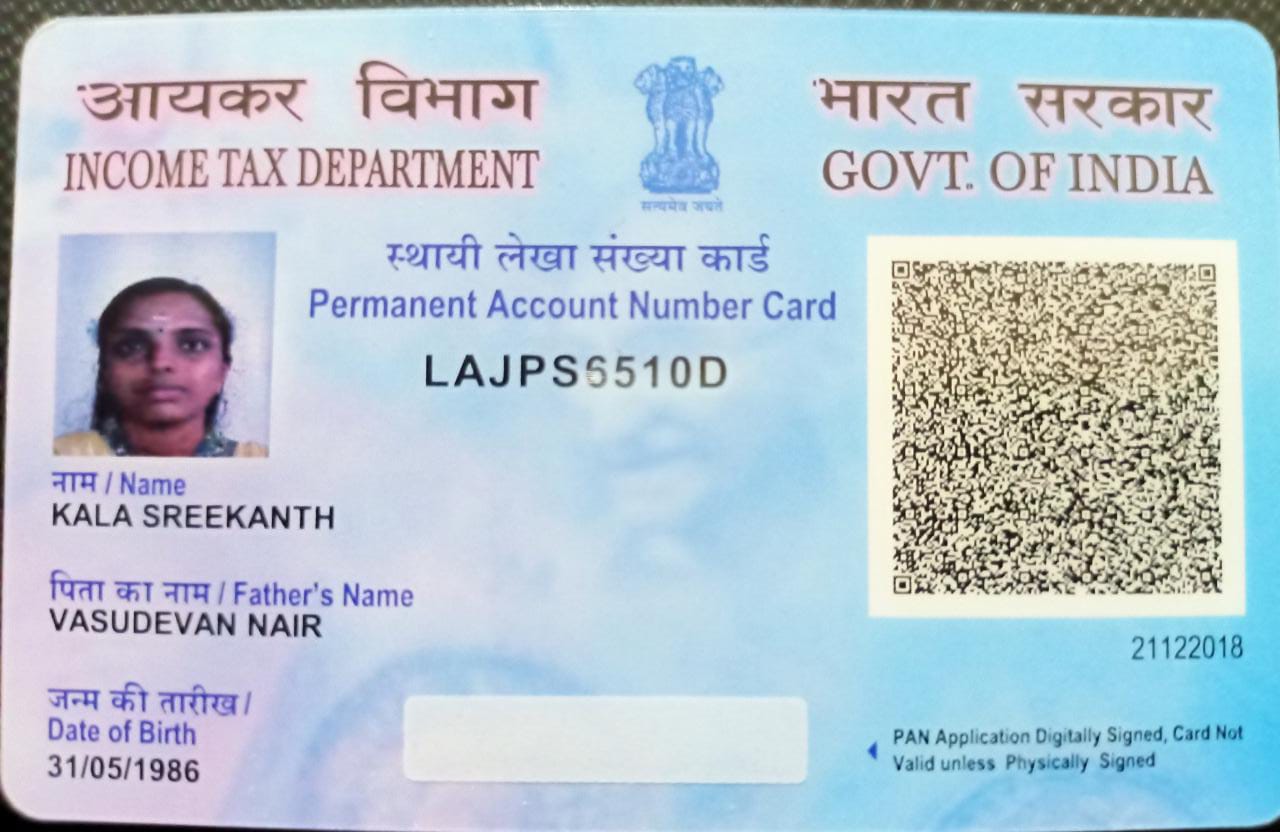 आयकर विभाग
INCOME TAX DEPARTMENT
सत्यमेव जयते
भारत सरकार
GOVT. OF INDIA
स्थायी लेखा संख्या कार्ड
Permanent Account Number Card
LAJPS6510D
नाम / Name
KALA SREEKANTH
पिता का नाम / Father's Name
VASUDEVAN NAIR
21122018
जन्म की तारीख /
Date of Birth
31/05/1986
PAN Application Digitally Signed, Card Not
Valid unless Physically Signed